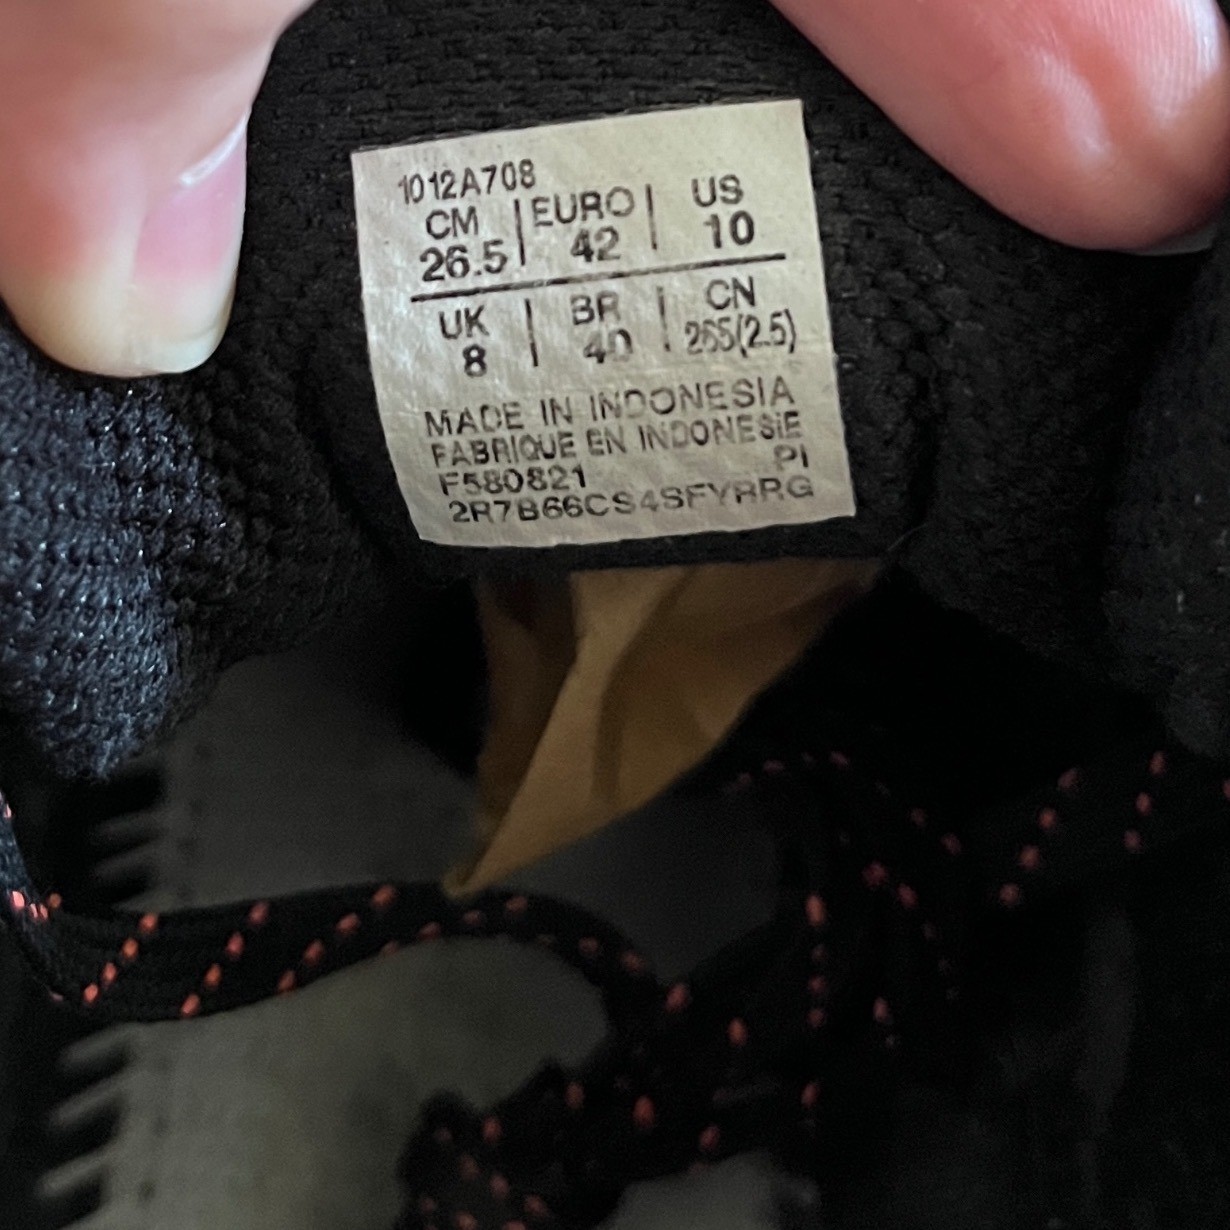 1012A708
CM | EURO | US
26.5 | 42 | 10
UK | BR | CN
8 | 40 | 265(2.5)
MADE IN INDONESIA
FABRIQUE EN INDONESIE
PI
F580821
2R7B66CS4SFYRRG